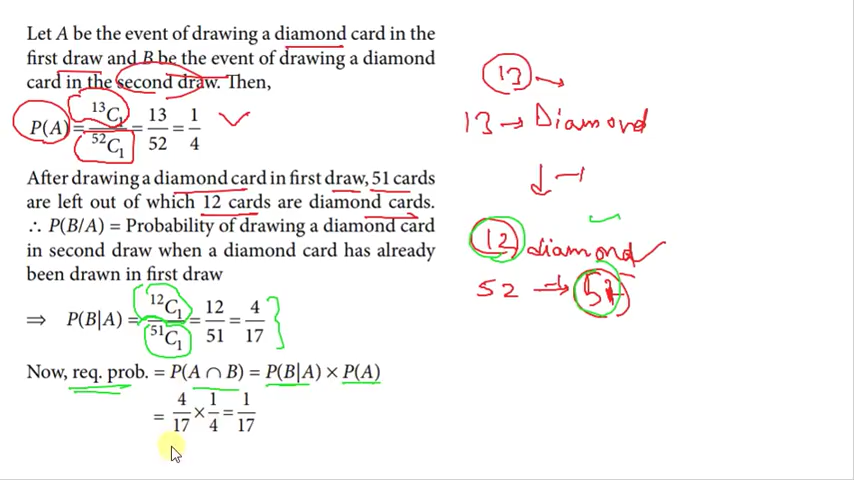 Let A be the event of drawing a diamond card in the
first draw and B be the event of drawing a diamond
card in the second draw. Then,
P(A) = ¹³C₁ / ⁵²C₁ = 13/52 = 1/4
After drawing a diamond card in first draw, 51 cards
are left out of which 12 cards are diamond cards.
∴ P(B/A) = Probability of drawing a diamond card
in second draw when a diamond card has already
been drawn in first draw
⇒ P(B|A) = ¹²C₁ / ⁵¹C₁ = 12/51 = 4/17
Now, req. prob. = P(A ∩ B) = P(B|A) × P(A)
= 4/17 × 1/4 = 1/17
13 →
13 → Diamond
↓ -1
12 diamond
52 → 51